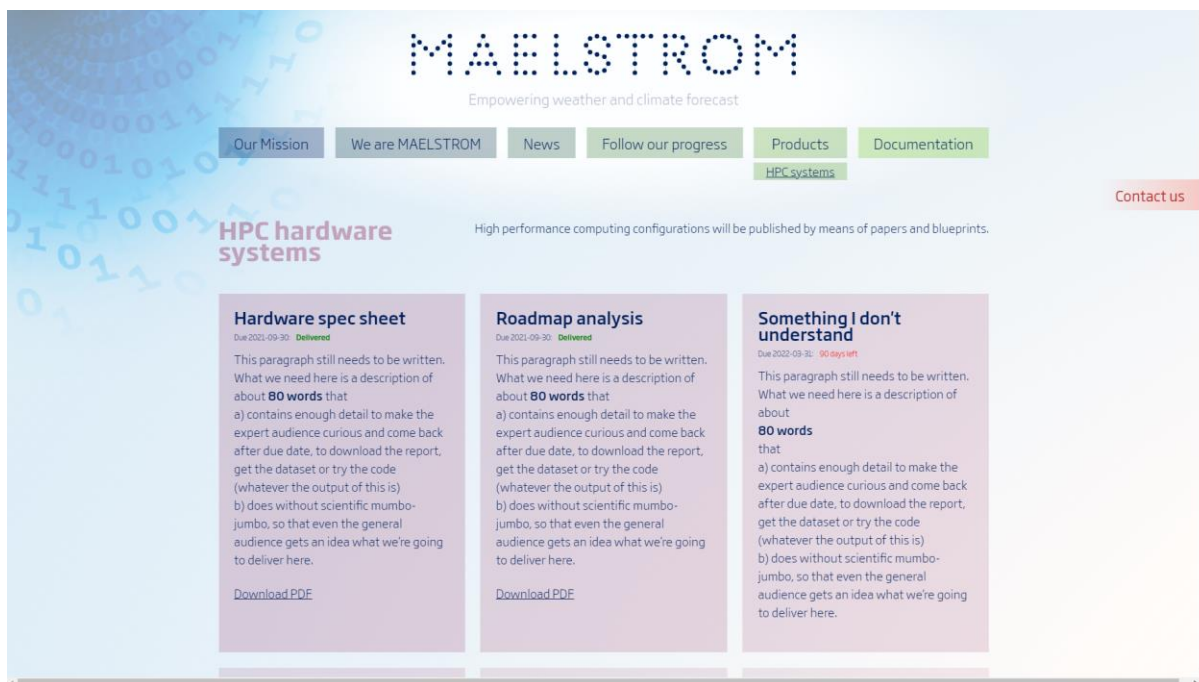 MAELSTROM
Empowering weather and climate forecast
Our Mission
We are MAELSTROM
News
Follow our progress
Products
Documentation
HPC systems
Contact us
HPC hardware
systems
High performance computing configurations will be published by means of papers and blueprints.
Hardware spec sheet
Due 2021-09-30: Delivered
This paragraph still needs to be written.
What we need here is a description of
about 80 words that
a) contains enough detail to make the
expert audience curious and come back
after due date, to download the report,
get the dataset or try the code
(whatever the output of this is)
b) does without scientific mumbo-
jumbo, so that even the general
audience gets an idea what we're going
to deliver here.
Download PDF
Roadmap analysis
Due 2021-09-30: Delivered
This paragraph still needs to be written.
What we need here is a description of
about 80 words that
a) contains enough detail to make the
expert audience curious and come back
after due date, to download the report,
get the dataset or try the code
(whatever the output of this is)
b) does without scientific mumbo-
jumbo, so that even the general
audience gets an idea what we're going
to deliver here.
Download PDF
Something I don't
understand
Due 2022-03-31: 90 days left
This paragraph still needs to be written.
What we need here is a description of
about
80 words
that
a) contains enough detail to make the
expert audience curious and come back
after due date, to download the report,
get the dataset or try the code
(whatever the output of this is)
b) does without scientific mumbo-
jumbo, so that even the general
audience gets an idea what we're going
to deliver here.